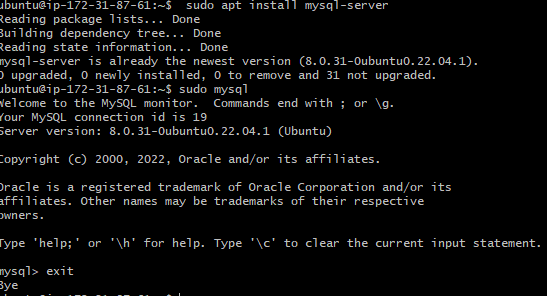 ubuntu@ip-172-31-87-61:~$  sudo apt install mysql-server
Reading package lists... Done
Building dependency tree... Done
Reading state information... Done
mysql-server is already the newest version (8.0.31-0ubuntu0.22.04.1).
0 upgraded, 0 newly installed, 0 to remove and 31 not upgraded.
ubuntu@ip-172-31-87-61:~$ sudo mysql
Welcome to the MySQL monitor.  Commands end with ; or \g.
Your MySQL connection id is 19
Server version: 8.0.31-0ubuntu0.22.04.1 (Ubuntu)
Copyright (c) 2000, 2022, Oracle and/or its affiliates.
Oracle is a registered trademark of Oracle Corporation and/or its
affiliates. Other names may be trademarks of their respective
owners.
Type 'help;' or '\h' for help. Type '\c' to clear the current input statement.
mysql> exit
Bye